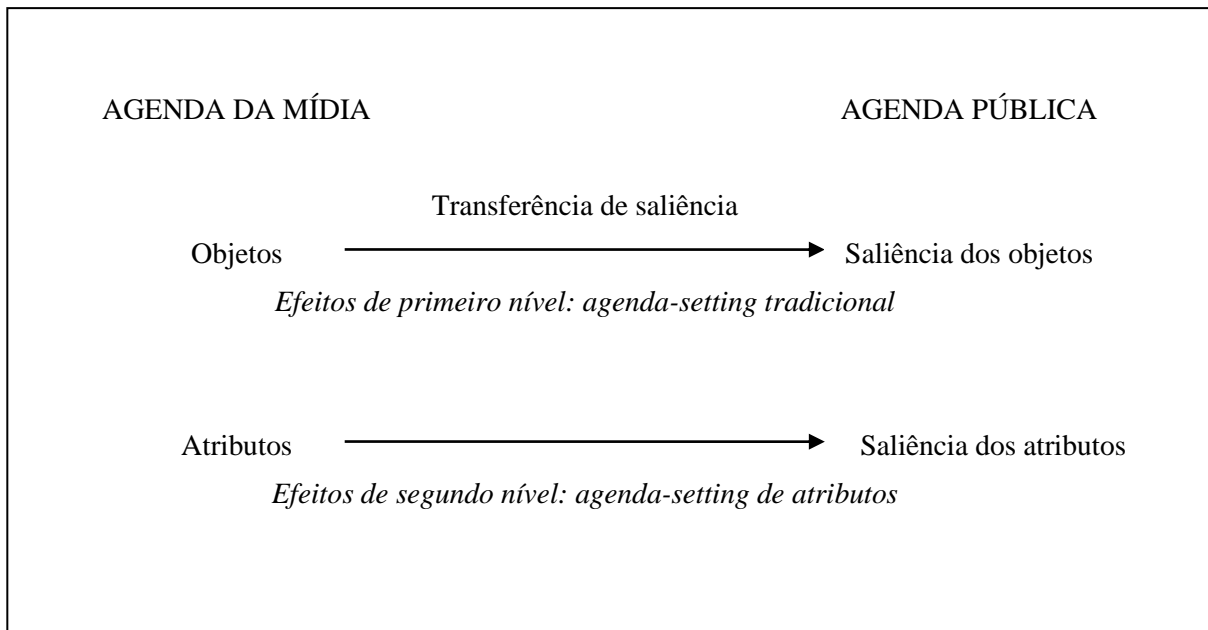 AGENDA DA MÍDIA AGENDA PÚBLICA
Transferência de saliência
Objetos Saliência dos objetos
Efeitos de primeiro nível: agenda-setting tradicional
Atributos Saliência dos atributos
Efeitos de segundo nível: agenda-setting de atributos